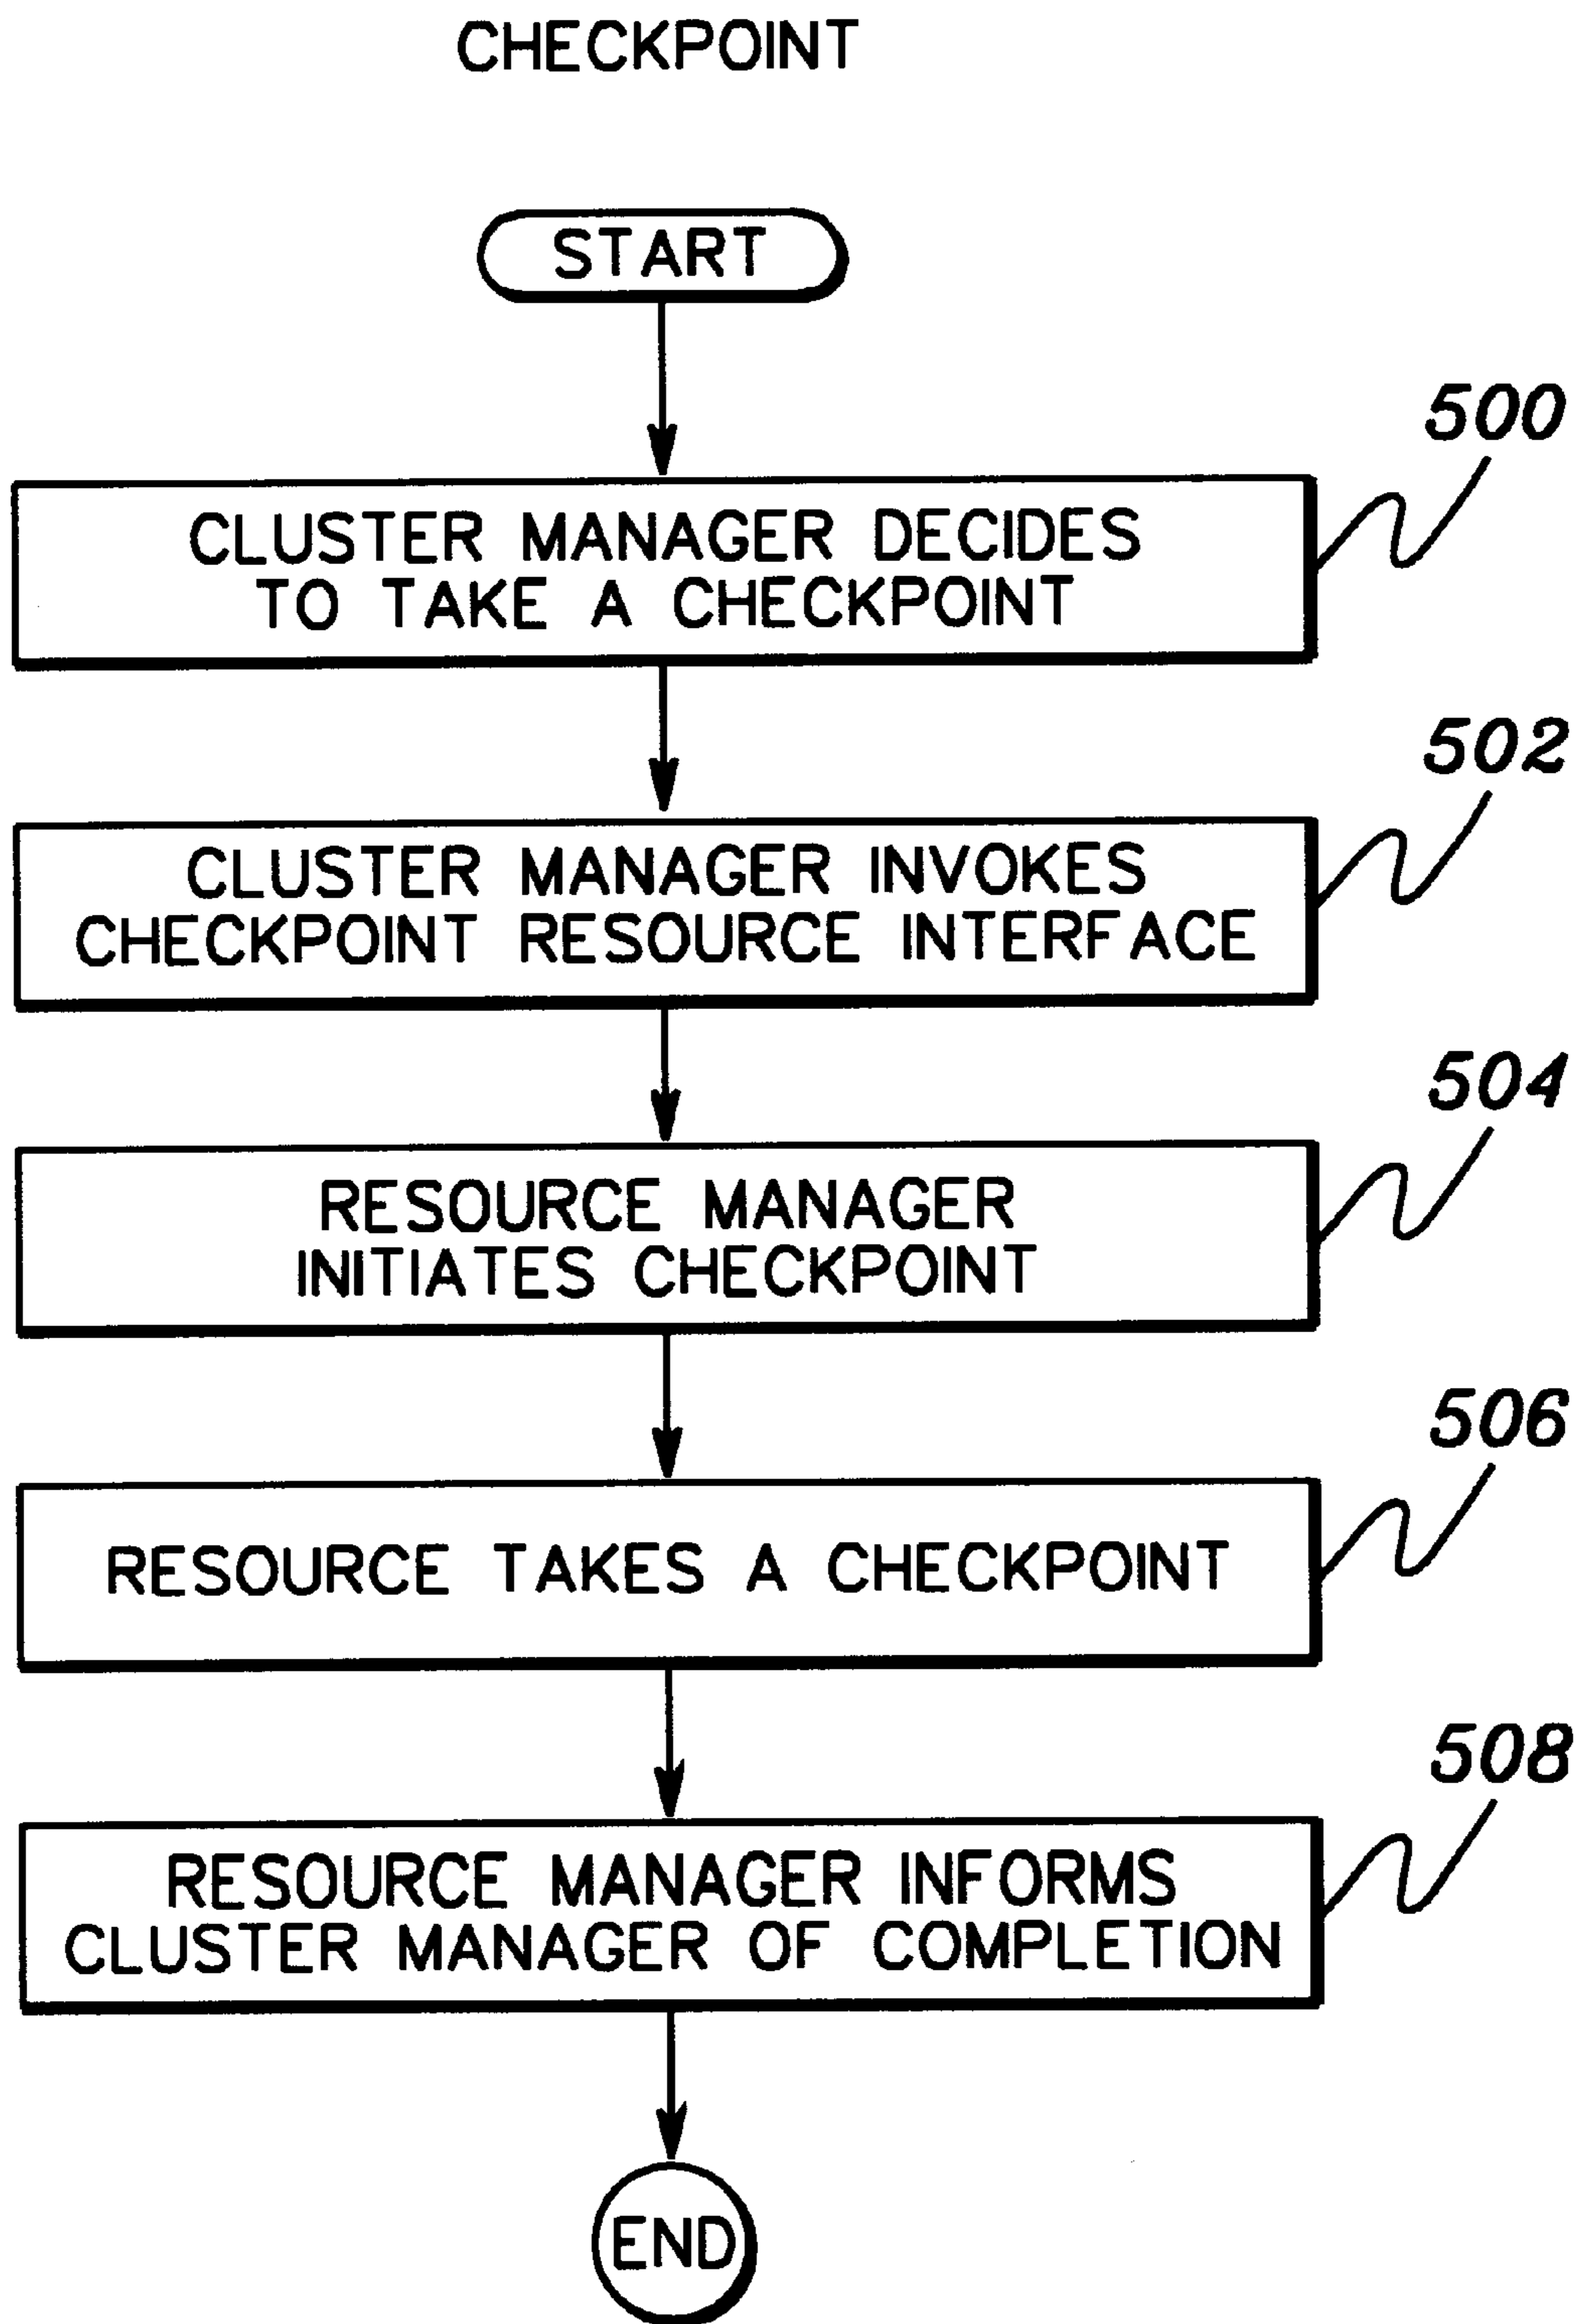 CHECKPOINT
START
500
CLUSTER MANAGER DECIDES
TO TAKE A CHECKPOINT
502
CLUSTER MANAGER INVOKES
CHECKPOINT RESOURCE INTERFACE
504
RESOURCE MANAGER
INITIATES CHECKPOINT
506
RESOURCE TAKES A CHECKPOINT
508
RESOURCE MANAGER INFORMS
CLUSTER MANAGER OF COMPLETION
END